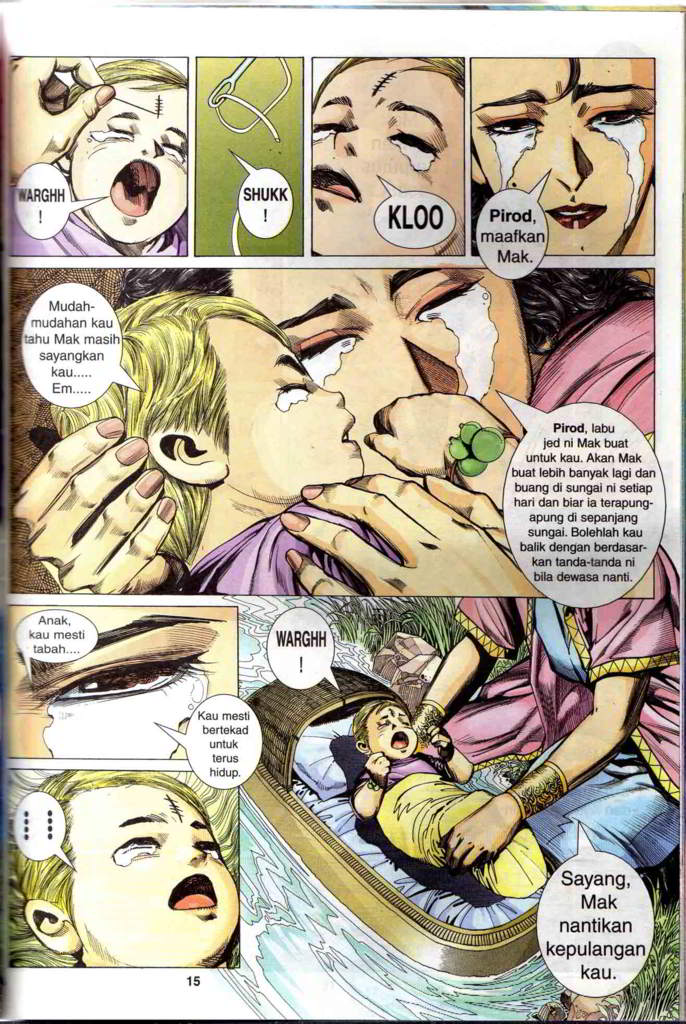 WARGHH
!
SHUKK
!
KLOO
Pirod,
maafkan
Mak.
Mudah-
mudahan kau
tahu Mak masih
sayangkan
kau.....
Em....
Pirod, labu
jed ni Mak buat
untuk kau. Akan Mak
buat lebih banyak lagi dan
buang di sungai ni setiap
hari dan biar ia terapung-
apung di sepanjang
sungai. Bolehlah kau
balik dengan berdasar-
kan tanda-tanda ni
bila dewasa nanti.
Anak,
kau mesti
tabah....
Kau mesti
bertekad
untuk
terus
hidup.
WARGHH
!
Sayang,
Mak
nantikan
kepulangan
kau.
15